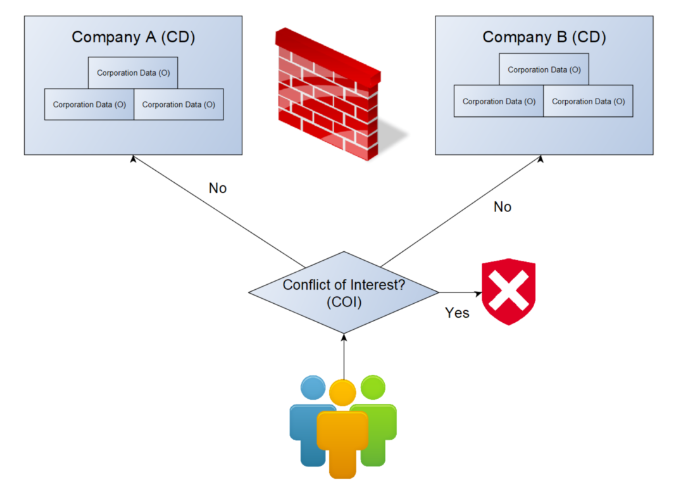 Company A (CD)
Corporation Data (O)
Corporation Data (O)
Corporation Data (O)
Company B (CD)
Corporation Data (O)
Corporation Data (O)
Corporation Data (O)
No
No
Conflict of Interest?
(COI)
Yes